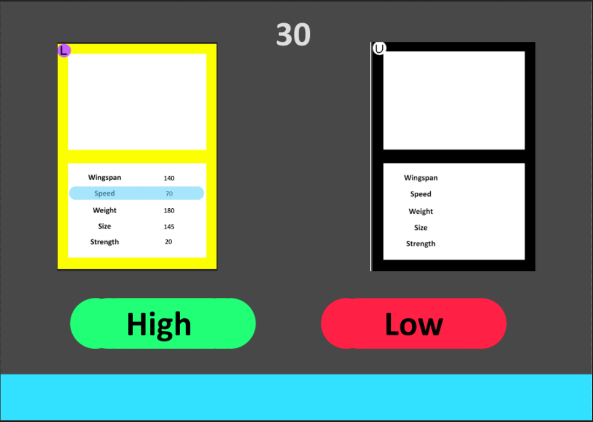 30
L
Wingspan 140
Speed 70
Weight 180
Size 145
Strength 20
U
Wingspan
Speed
Weight
Size
Strength
High
Low